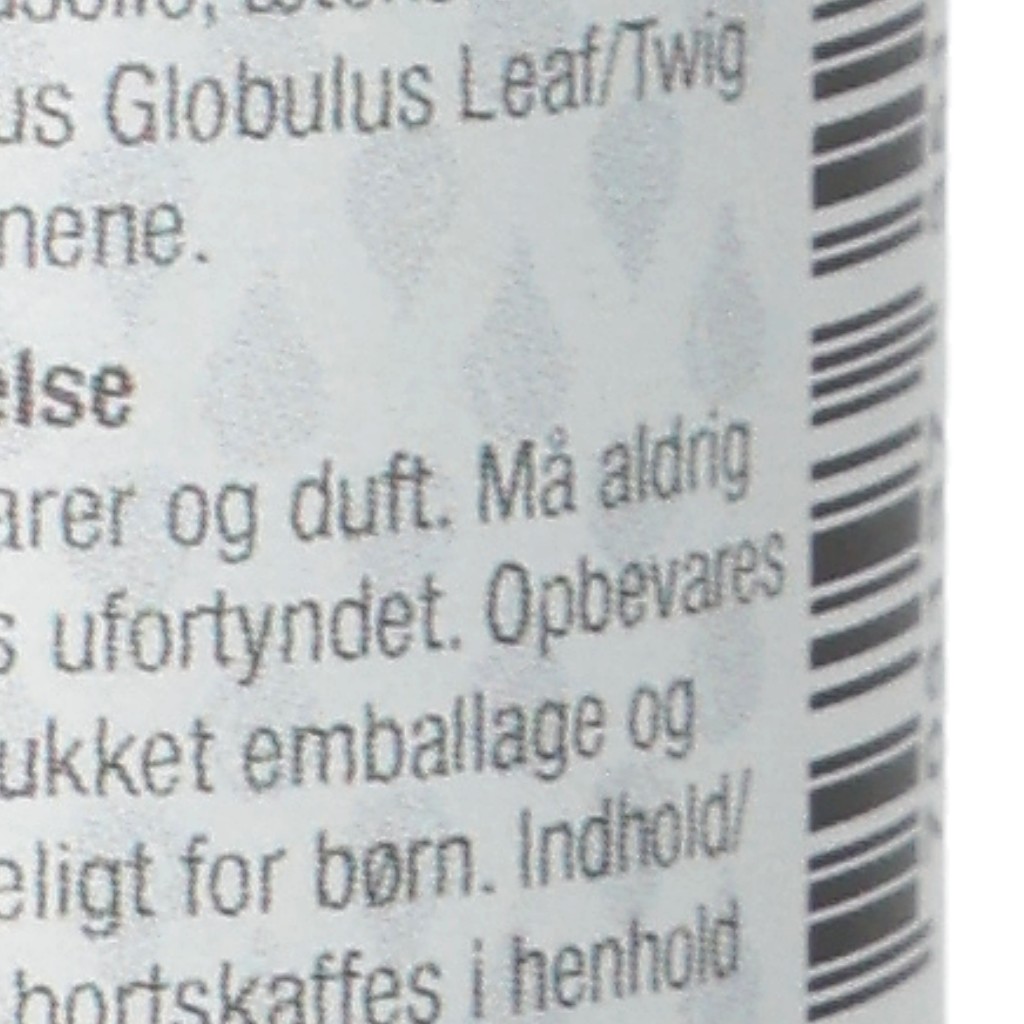 us Globulus Leaf/Twig
nene.
else
arer og duft. Må aldrig
s ufortyndet. Opbevares
ukket emballage og
eligt for børn. Indhold/
bortskaffes i henhold